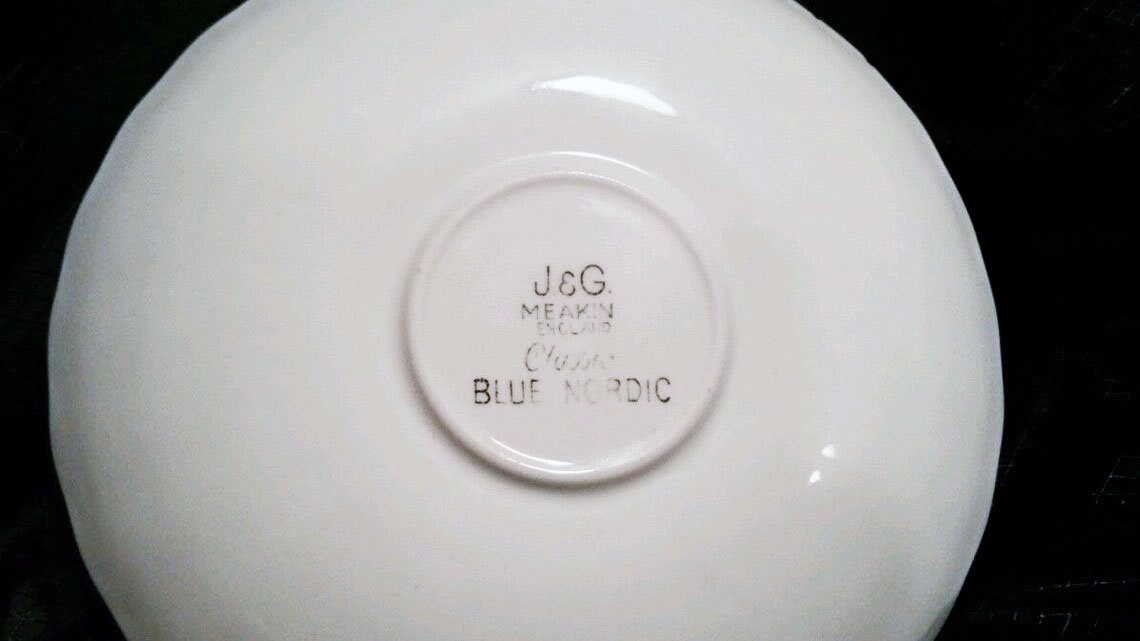 J&G.
MEAKIN
ENGLAND
Classic
BLUE NORDIC